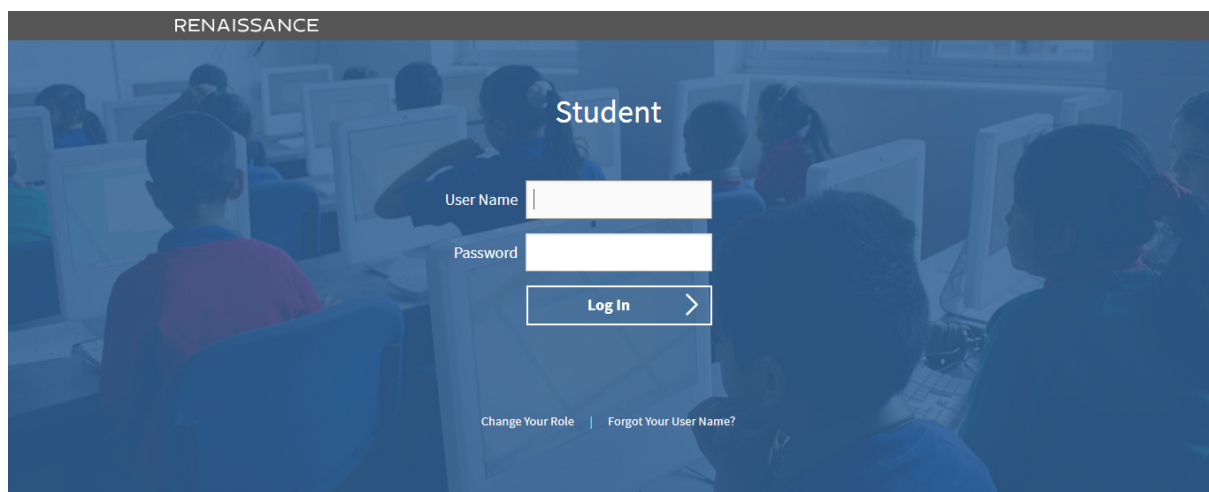 RENAISSANCE
Student
User Name
Password
Log In
Change Your Role | Forgot Your User Name?